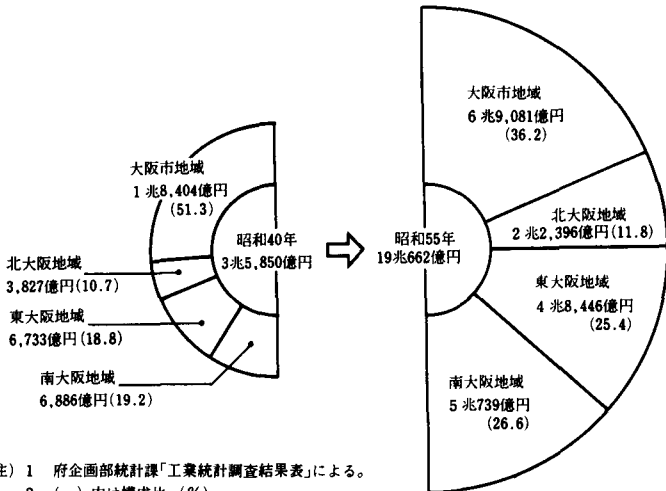 大阪市地域
1兆8,404億円
(51.3)
北大阪地域
3,827億円(10.7)
東大阪地域
6,733億円(18.8)
南大阪地域
6,886億円(19.2)
昭和40年
3兆5,850億円
昭和55年
19兆662億円
大阪市地域
6兆9,081億円
(36.2)
北大阪地域
2兆2,396億円(11.8)
東大阪地域
4兆8,446億円
(25.4)
南大阪地域
5兆739億円
(26.6)
注) 1 府企画部統計課「工業統計調査結果表」による。